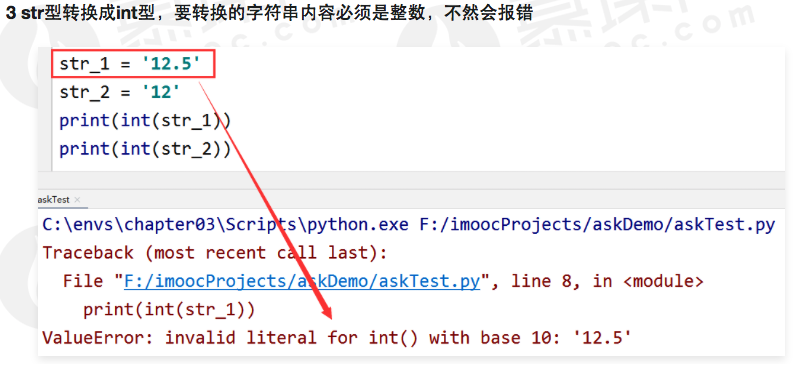 3 str型转换成int型，要转换的字符串内容必须是整数，不然会报错
str_1 = '12.5'
str_2 = '12'
print(int(str_1))
print(int(str_2))
askTest ×
C:\envs\chapter03\Scripts\python.exe F:/imoocProjects/askDemo/askTest.py
Traceback (most recent call last):
File "F:/imoocProjects/askDemo/askTest.py", line 8, in <module>
print(int(str_1))
ValueError: invalid literal for int() with base 10: '12.5'